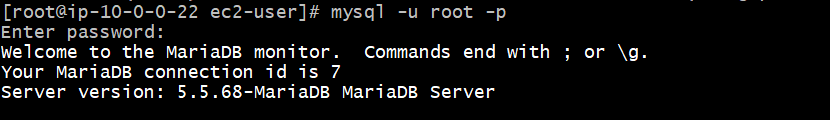 [root@ip-10-0-0-22 ec2-user]# mysql -u root -p
Enter password:
Welcome to the MariaDB monitor.  Commands end with ; or \g.
Your MariaDB connection id is 7
Server version: 5.5.68-MariaDB MariaDB Server